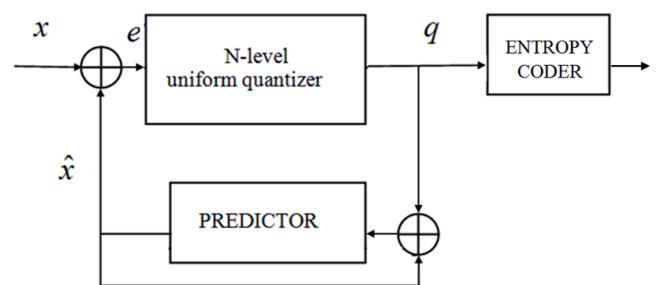 x
e
N-level
uniform quantizer
q
ENTROPY
CODER
x̂
PREDICTOR